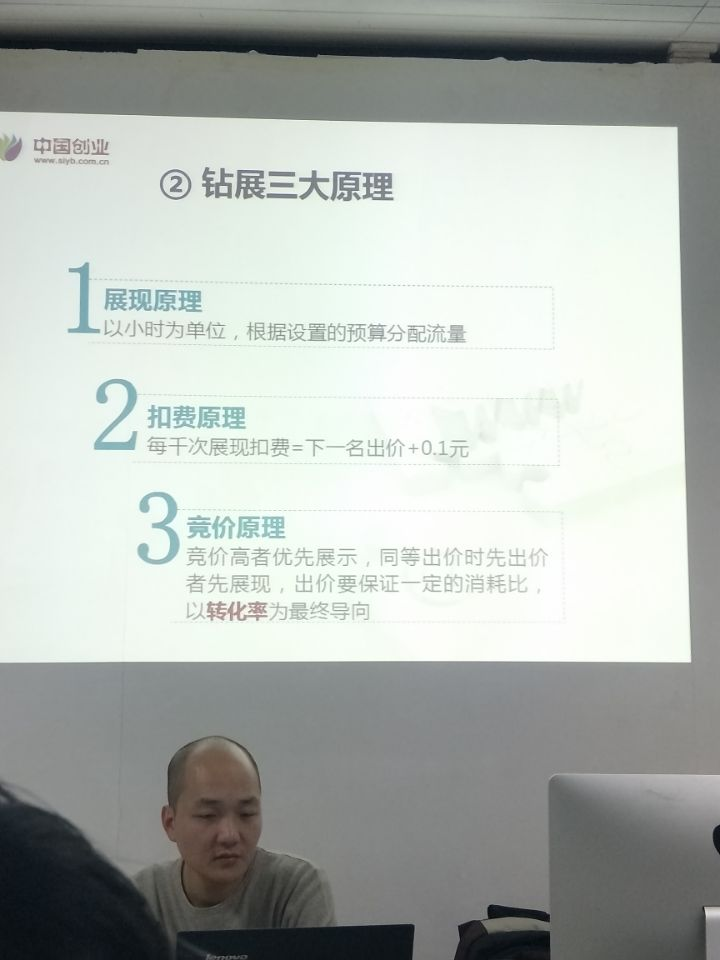 中国创业
www.siyb.com.cn
② 钻展三大原理
1
展现原理
以小时为单位，根据设置的预算分配流量
2
扣费原理
每千次展现扣费=下一名出价+0.1元
3
竞价原理
竞价高者优先展示，同等出价时先出价
者先展现，出价要保证一定的消耗比，
以转化率为最终导向
lenovo